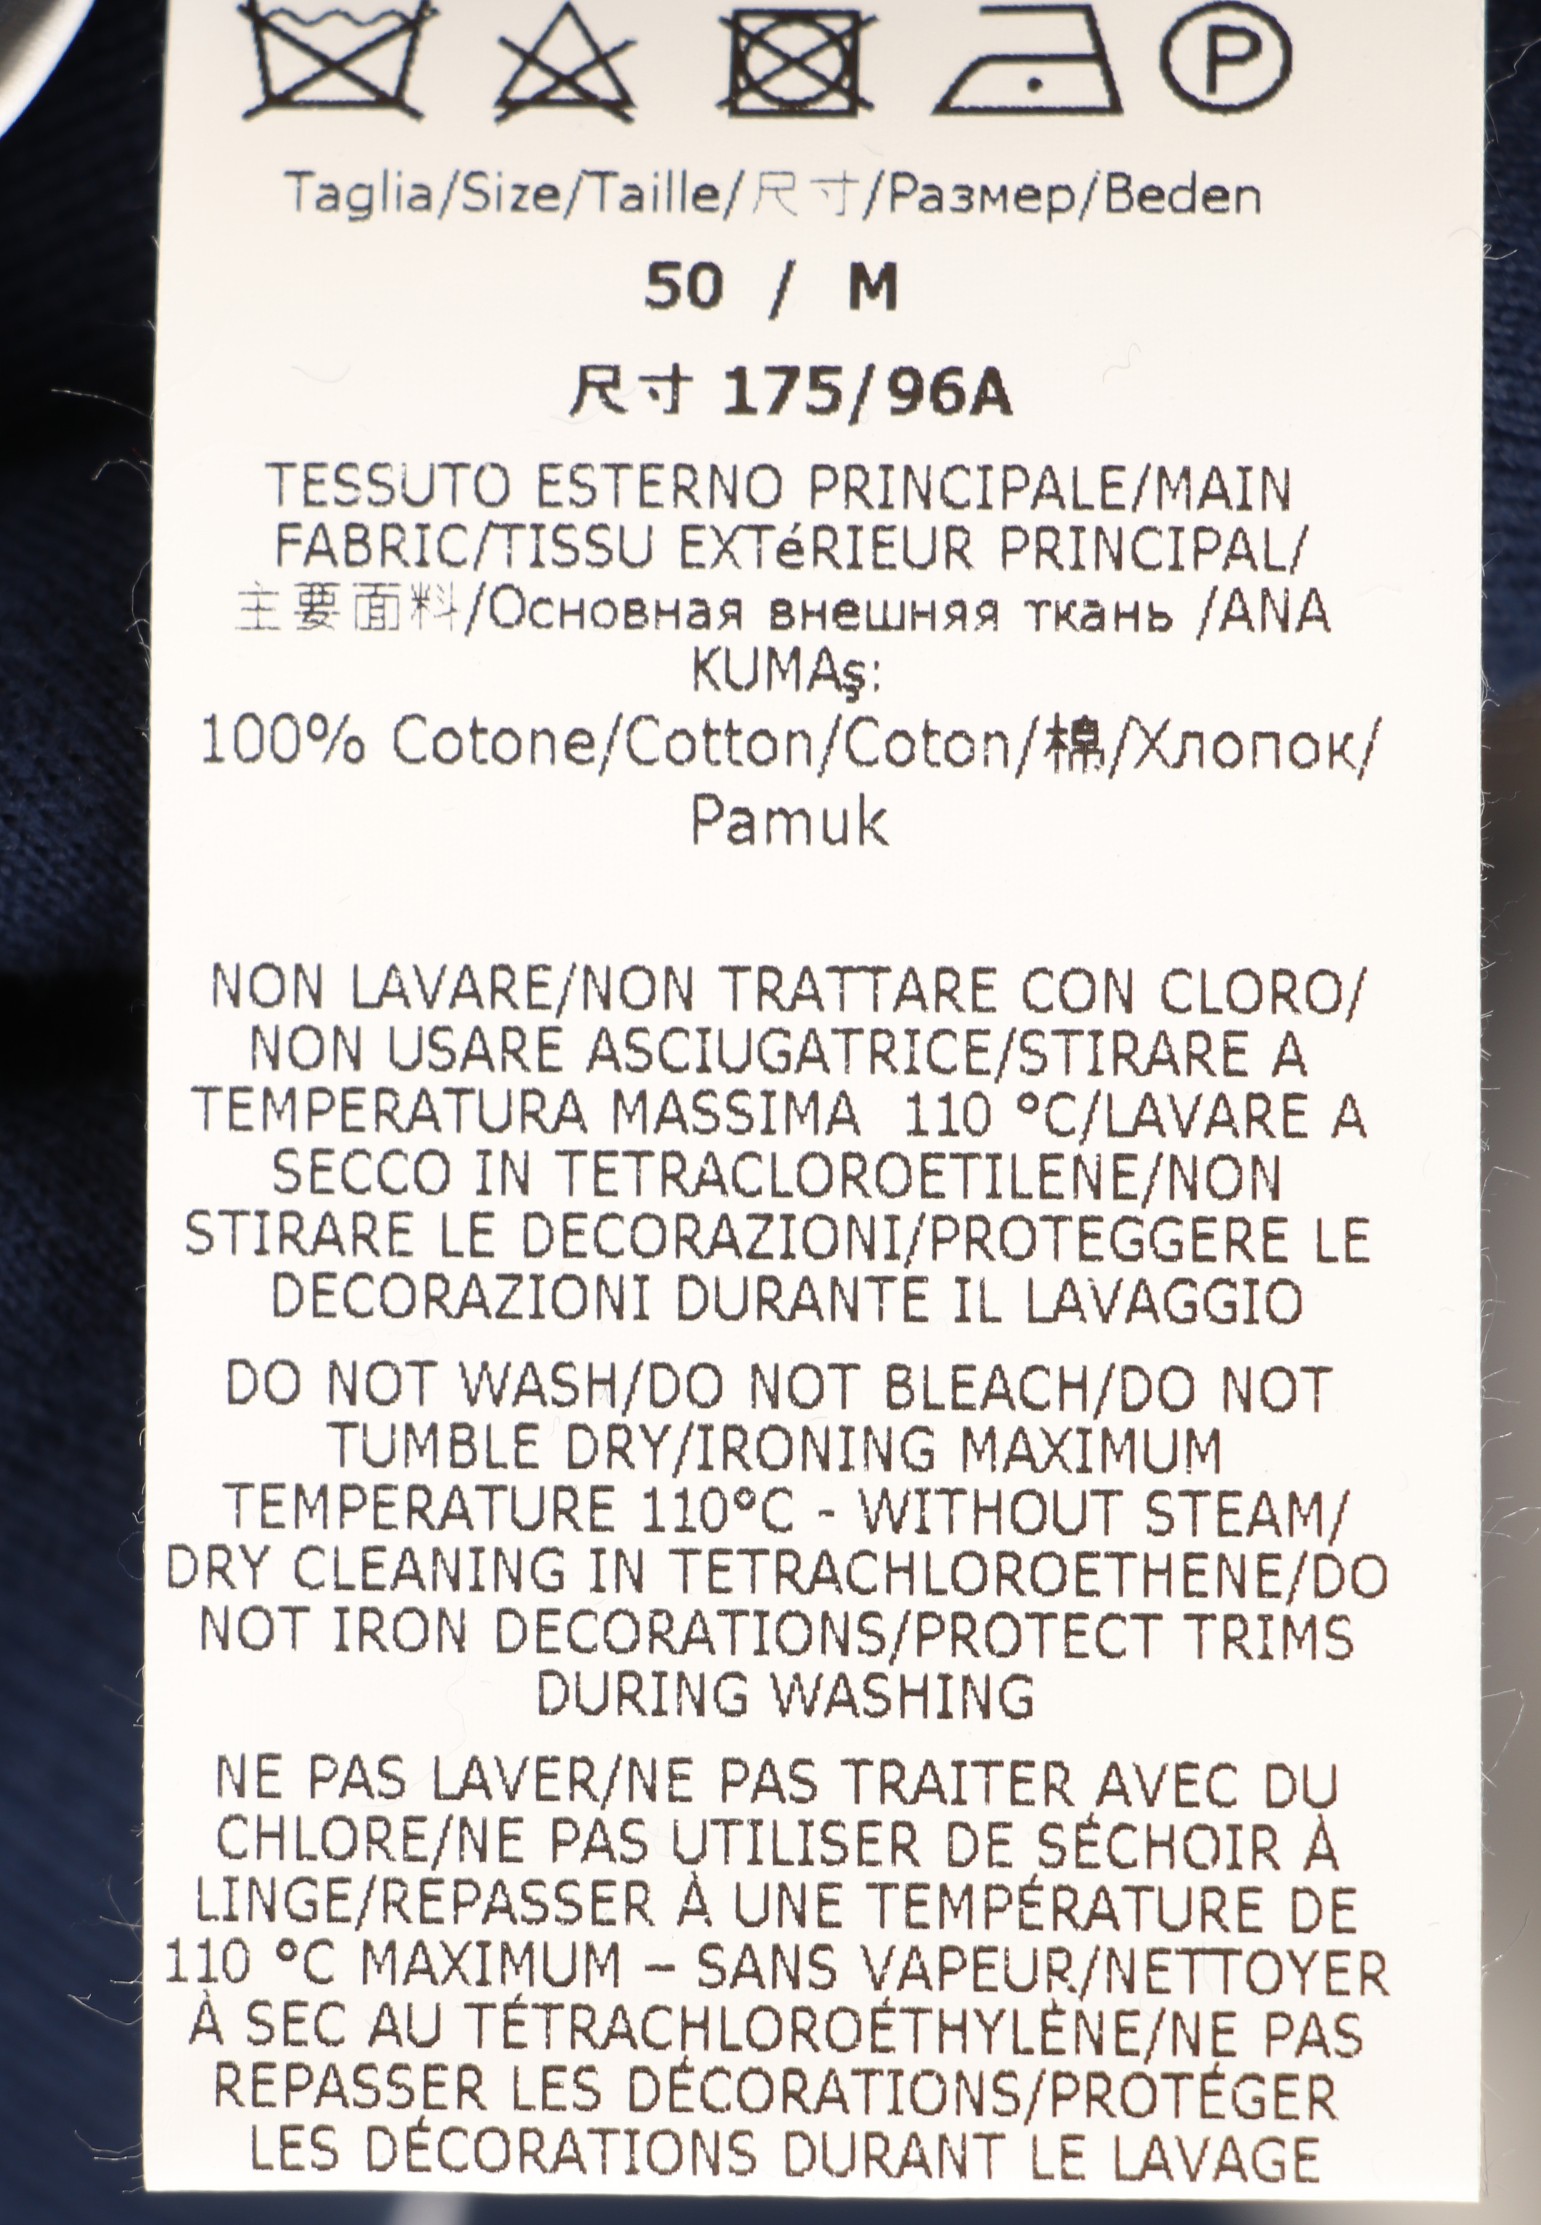 P
Taglia/Size/Taille/尺寸/Размер/Beden
50 / M
尺寸 175/96A
TESSUTO ESTERNO PRINCIPALE/MAIN
FABRIC/TISSU EXTéRIEUR PRINCIPAL/
主要面料/Основная внешняя ткань /ANA
KUMAş:
100% Cotone/Cotton/Coton/棉/Хлопок/
Pamuk
NON LAVARE/NON TRATTARE CON CLORO/
NON USARE ASCIUGATRICE/STIRARE A
TEMPERATURA MASSIMA 110 °C/LAVARE A
SECCO IN TETRACLOROETILENE/NON
STIRARE LE DECORAZIONI/PROTEGGERE LE
DECORAZIONI DURANTE IL LAVAGGIO
DO NOT WASH/DO NOT BLEACH/DO NOT
TUMBLE DRY/IRONING MAXIMUM
TEMPERATURE 110°C - WITHOUT STEAM/
DRY CLEANING IN TETRACHLOROETHENE/DO
NOT IRON DECORATIONS/PROTECT TRIMS
DURING WASHING
NE PAS LAVER/NE PAS TRAITER AVEC DU
CHLORE/NE PAS UTILISER DE SÉCHOIR À
LINGE/REPASSER À UNE TEMPÉRATURE DE
110 °C MAXIMUM – SANS VAPEUR/NETTOYER
À SEC AU TÉTRACHLOROÉTHYLÈNE/NE PAS
REPASSER LES DÉCORATIONS/PROTÉGER
LES DÉCORATIONS DURANT LE LAVAGE